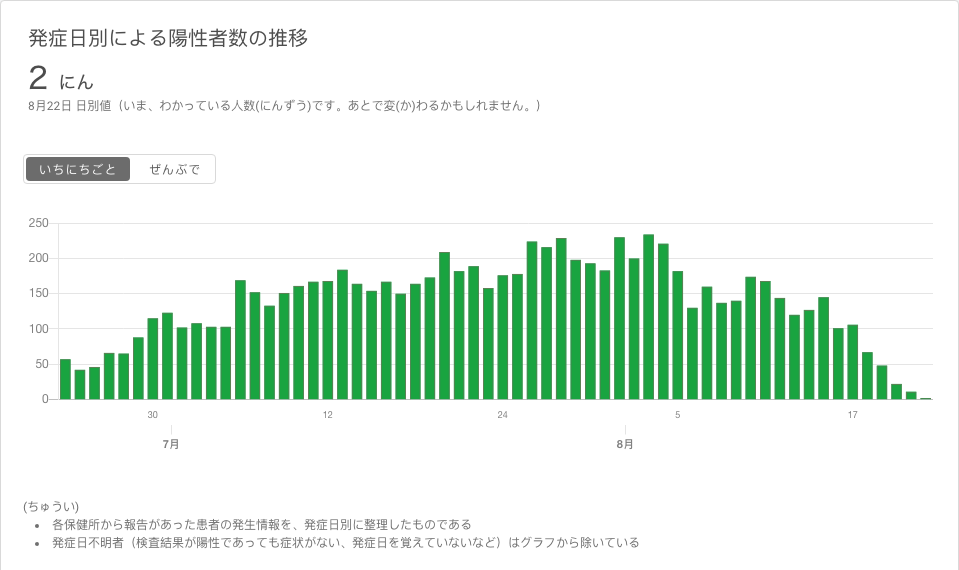 発症日別による陽性者数の推移
2 にん
8月22日 日別値（いま、わかっている人数(にんずう)です。あとで変(か)わるかもしれません。）
いちにちごと ぜんぶで
250
200
150
100
50
0
30 12 24 5 17
7月 8月
(ちゅうい)
• 各保健所から報告があった患者の発生情報を、発症日別に整理したものである
• 発症日不明者（検査結果が陽性であっても症状がない、発症日を覚えていないなど）はグラフから除いている